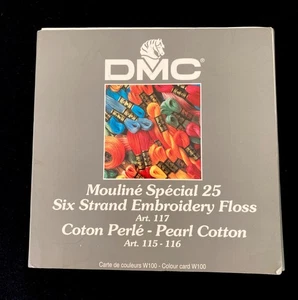 DMC®
Mouliné Spécial 25
Six Strand Embroidery Floss
Art. 117
Coton Perlé - Pearl Cotton
Art. 115 - 116
Carte de couleurs W100 - Colour card W100